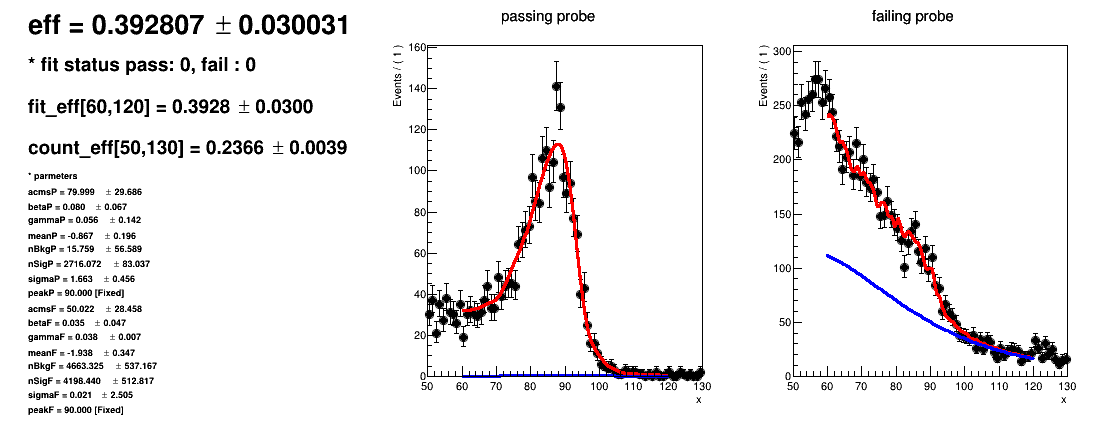 eff = 0.392807 ± 0.030031
* fit status pass: 0, fail : 0
fit_eff[60,120] = 0.3928 ± 0.0300
count_eff[50,130] = 0.2366 ± 0.0039
* parmeters
acmsP = 79.999 ± 29.686
betaP = 0.080 ± 0.067
gammaP = 0.056 ± 0.142
meanP = -0.867 ± 0.196
nBkgP = 15.759 ± 56.589
nSigP = 2716.072 ± 83.037
sigmaP = 1.663 ± 0.456
peakP = 90.000 [Fixed]
acmsF = 50.022 ± 28.458
betaF = 0.035 ± 0.047
gammaF = 0.038 ± 0.007
meanF = -1.938 ± 0.347
nBkgF = 4663.325 ± 537.167
nSigF = 4198.440 ± 512.817
sigmaF = 0.021 ± 2.505
peakF = 90.000 [Fixed]
passing probe
Events / ( 1 )
160
140
120
100
80
60
40
20
0
50 60 70 80 90 100 110 120 130
x
failing probe
Events / ( 1 )
300
250
200
150
100
50
0
50 60 70 80 90 100 110 120 130
x